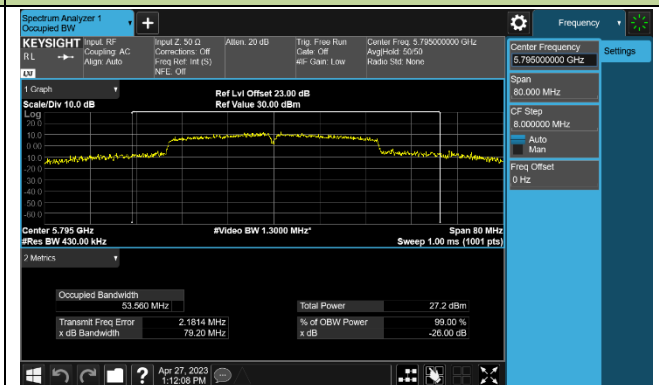 Spectrum Analyzer 1
Occupied BW
+
Frequency
KEYSIGHT
RL
Input: RF
Coupling: AC
Align: Auto
Input Z: 50 Ω
Corrections: Off
Freq Ref: Int (S)
NFE: Off
Atten: 20 dB
Trig: Free Run
Gate: Off
#IF Gain: Low
Center Freq: 5.795000000 GHz
Avg|Hold: 50/50
Radio Std: None
LXI
Center Frequency
5.795000000 GHz
Settings
Span
80.000 MHz
CF Step
8.000000 MHz
Auto
Man
Freq Offset
0 Hz
1 Graph
Scale/Div 10.0 dB
Ref Lvl Offset 23.00 dB
Ref Value 30.00 dBm
Log
20.0
10.0
0.00
-10.0
-20.0
-30.0
-40.0
-50.0
-60.0
Center 5.795 GHz
#Res BW 430.00 kHz
#Video BW 1.3000 MHz*
Span 80 MHz
Sweep 1.00 ms (1001 pts)
2 Metrics
Occupied Bandwidth
53.560 MHz
Total Power 27.2 dBm
Transmit Freq Error 2.1814 MHz
% of OBW Power 99.00 %
x dB Bandwidth 79.20 MHz
x dB -26.00 dB
?
Apr 27, 2023
1:12:08 PM